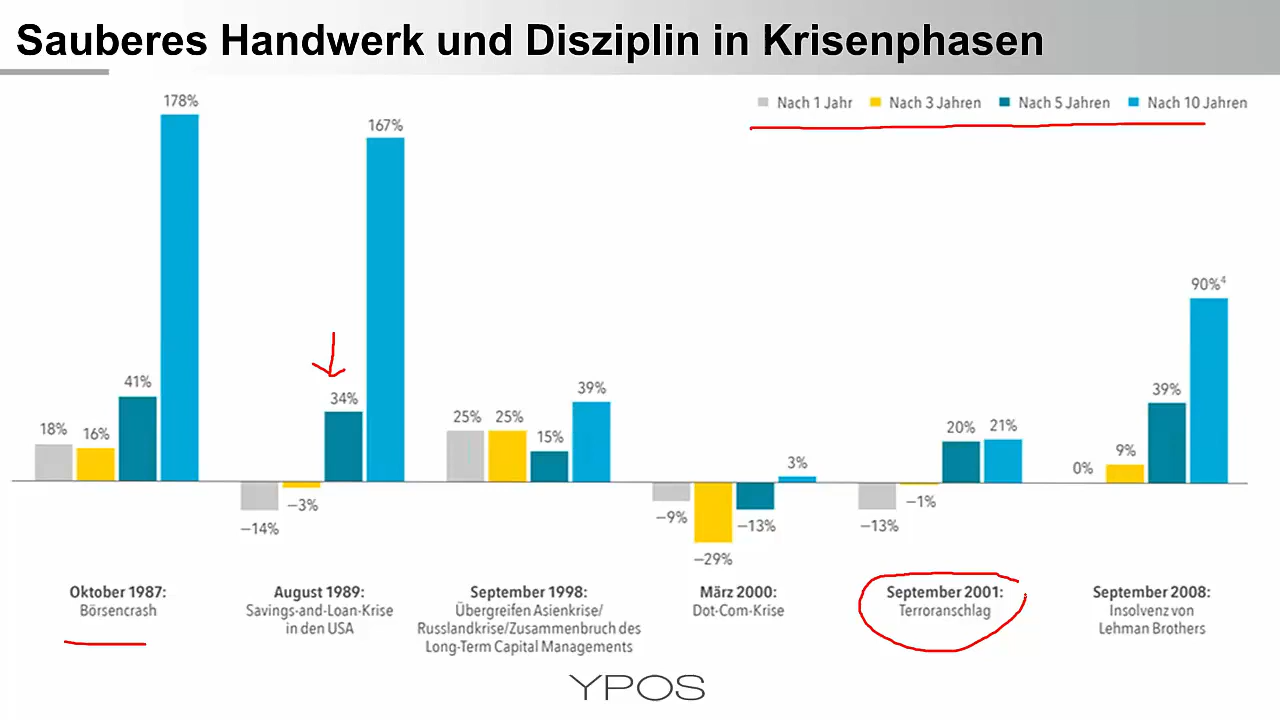 Sauberes Handwerk und Disziplin in Krisenphasen
Nach 1 Jahr Nach 3 Jahren Nach 5 Jahren Nach 10 Jahren
178%
167%
90%⁴
41%
34%
39%
39%
18%
16%
25%
25%
15%
20%
21%
9%
3%
0%
–14%
–3%
–9%
–29%
–13%
–13%
–1%
Oktober 1987:
Börsencrash
August 1989:
Savings-and-Loan-Krise
in den USA
September 1998:
Übergreifen Asienkrise/
Russlandkrise/Zusammenbruch des
Long-Term Capital Managements
März 2000:
Dot-Com-Krise
September 2001:
Terroranschlag
September 2008:
Insolvenz von
Lehman Brothers
YPOS